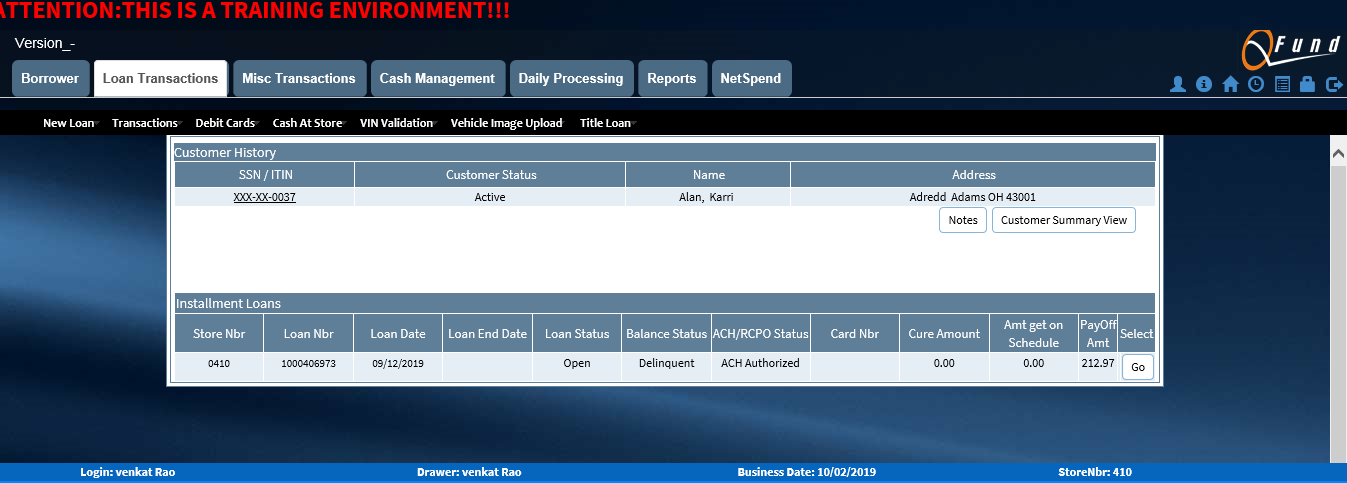 ATTENTION:THIS IS A TRAINING ENVIRONMENT!!!
Version_-
QFund
Borrower Loan Transactions Misc Transactions Cash Management Daily Processing Reports NetSpend
New Loan Transactions Debit Cards Cash At Store VIN Validation Vehicle Image Upload Title Loan
Customer History
SSN / ITIN Customer Status Name Address
XXX-XX-0037 Active Alan, Karri Adredd Adams OH 43001
Notes Customer Summary View
Installment Loans
Store Nbr Loan Nbr Loan Date Loan End Date Loan Status Balance Status ACH/RCPO Status Card Nbr Cure Amount Amt get on Schedule PayOff Amt Select
0410 1000406973 09/12/2019 Open Delinquent ACH Authorized 0.00 0.00 212.97 Go
Login: venkat Rao Drawer: venkat Rao Business Date: 10/02/2019 StoreNbr: 410